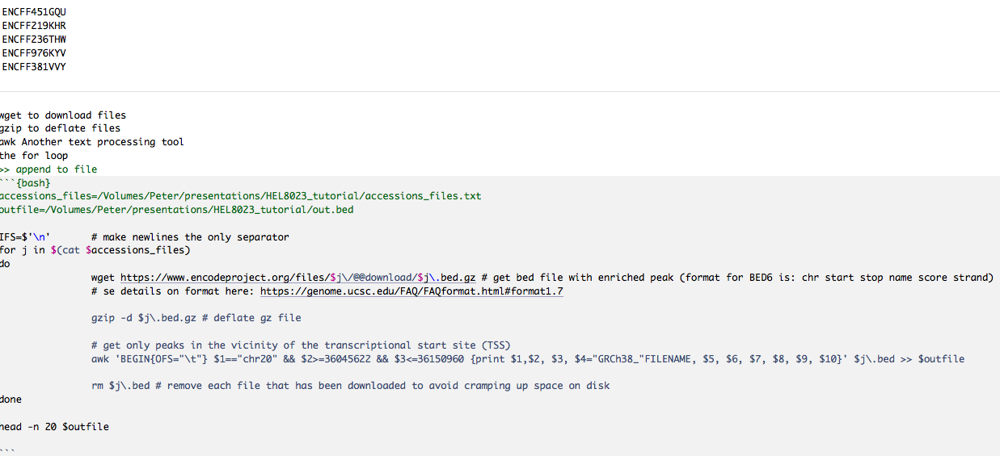 ENCFF451GQU
ENCFF219KHR
ENCFF236THW
ENCFF976KYV
ENCFF381VVY
wget to download files
gzip to deflate files
awk Another text processing tool
the for loop
>> append to file
```{bash}
accessions_files=/Volumes/Peter/presentations/HEL8023_tutorial/accessions_files.txt
outfile=/Volumes/Peter/presentations/HEL8023_tutorial/out.bed
IFS=$'\n' # make newlines the only separator
for j in $(cat $accessions_files)
do
wget https://www.encodeproject.org/files/$j\/@@download/$j\.bed.gz # get bed file with enriched peak (format for BED6 is: chr start stop name score strand)
# se details on format here: https://genome.ucsc.edu/FAQ/FAQformat.html#format1.7
gzip -d $j\.bed.gz # deflate gz file
# get only peaks in the vicinity of the transcriptional start site (TSS)
awk 'BEGIN{OFS="\t"} $1=="chr20" && $2>=36045622 && $3<=36150960 {print $1,$2, $3, $4="GRCh38_"FILENAME, $5, $6, $7, $8, $9, $10}' $j\.bed >> $outfile
rm $j\.bed # remove each file that has been downloaded to avoid cramping up space on disk
done
head -n 20 $outfile
```